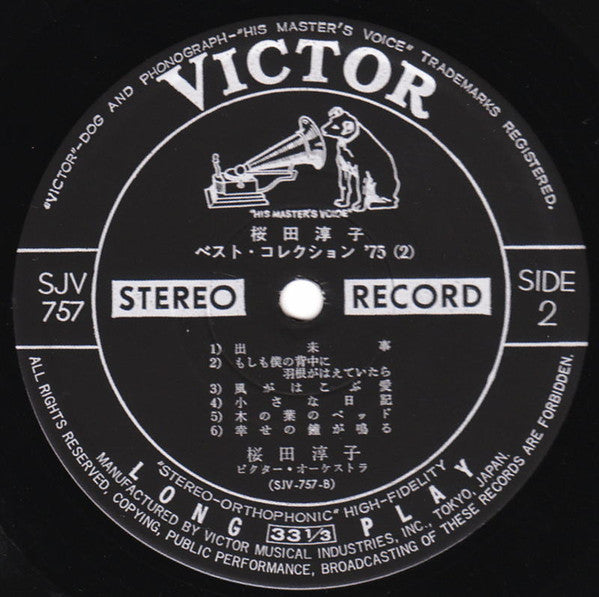 "VICTOR"—DOG AND PHONOGRAPH—"HIS MASTER'S VOICE" TRADEMARKS REGISTERED.
VICTOR
"HIS MASTER'S VOICE"
桜田淳子
ベスト・コレクション '75 (2)
SJV
757
STEREO
RECORD
SIDE
2
1) 出来事
2) もしも僕の背中に
羽根がはえていたら
3) 風がはこぶ愛
4) 小さな日記
5) 木の葉のベッド
6) 幸せの鐘が鳴る
桜田淳子
ビクター・オーケストラ
(SJV-757-B)
"STEREO-ORTHOPHONIC" HIGH-FIDELITY
LONG 33 1/3 PLAY
MANUFACTURED BY VICTOR MUSICAL INDUSTRIES, INC., TOKYO, JAPAN.
ALL RIGHTS RESERVED, COPYING, PUBLIC PERFORMANCE, BROADCASTING OF THESE RECORDS ARE FORBIDDEN.